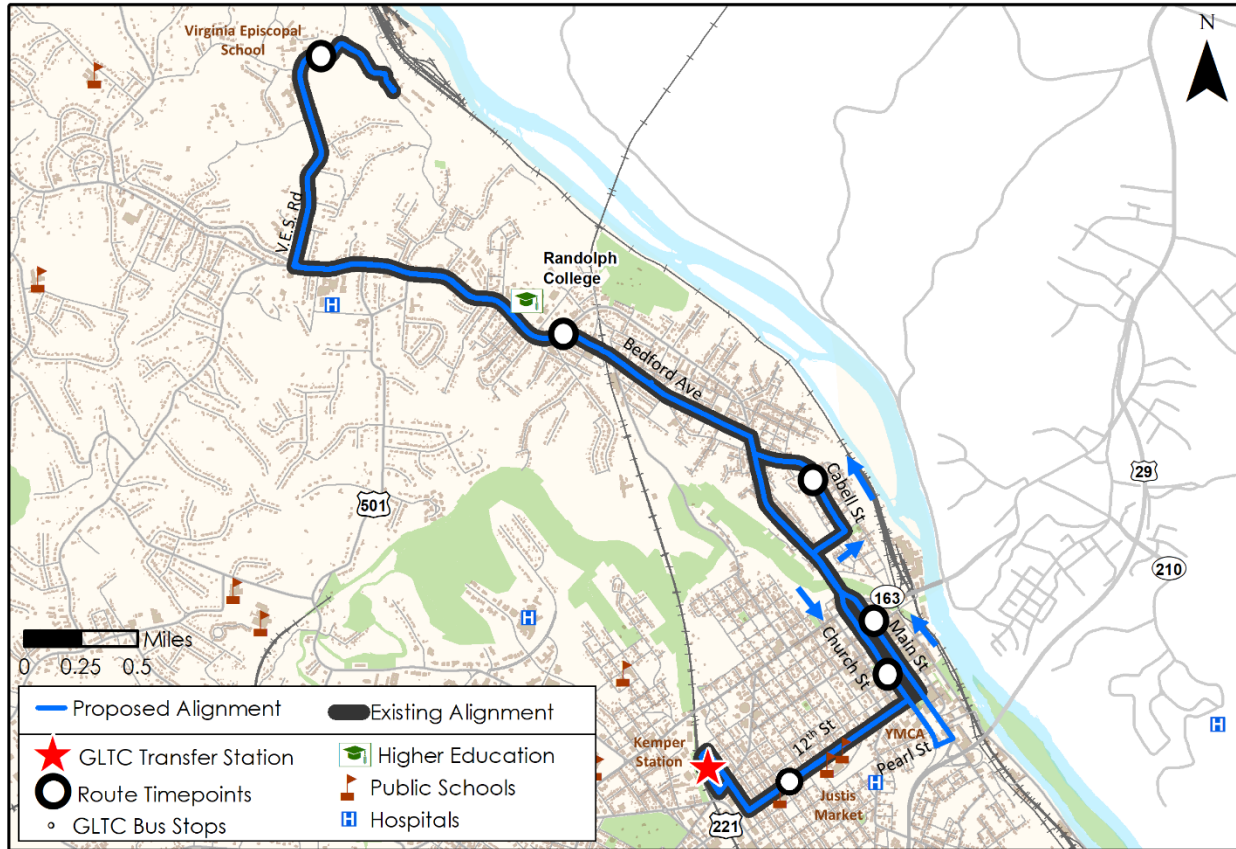 Virginia Episcopal
School
N
V.E.S. Rd
Randolph
College
H
Bedford Ave
Cabell St
29
501
210
163
H
Main St
Church St
Miles
0 0.25 0.5
H
12th St
YMCA
Pearl St
Kemper
Station
H
Justis
Market
221
Proposed Alignment
Existing Alignment
GLTC Transfer Station
Higher Education
Route Timepoints
Public Schools
GLTC Bus Stops
H Hospitals